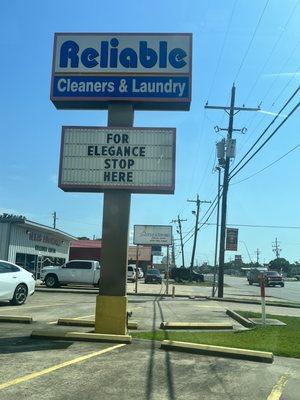 Reliable
Cleaners & Laundry
FOR
ELEGANCE
STOP
HERE